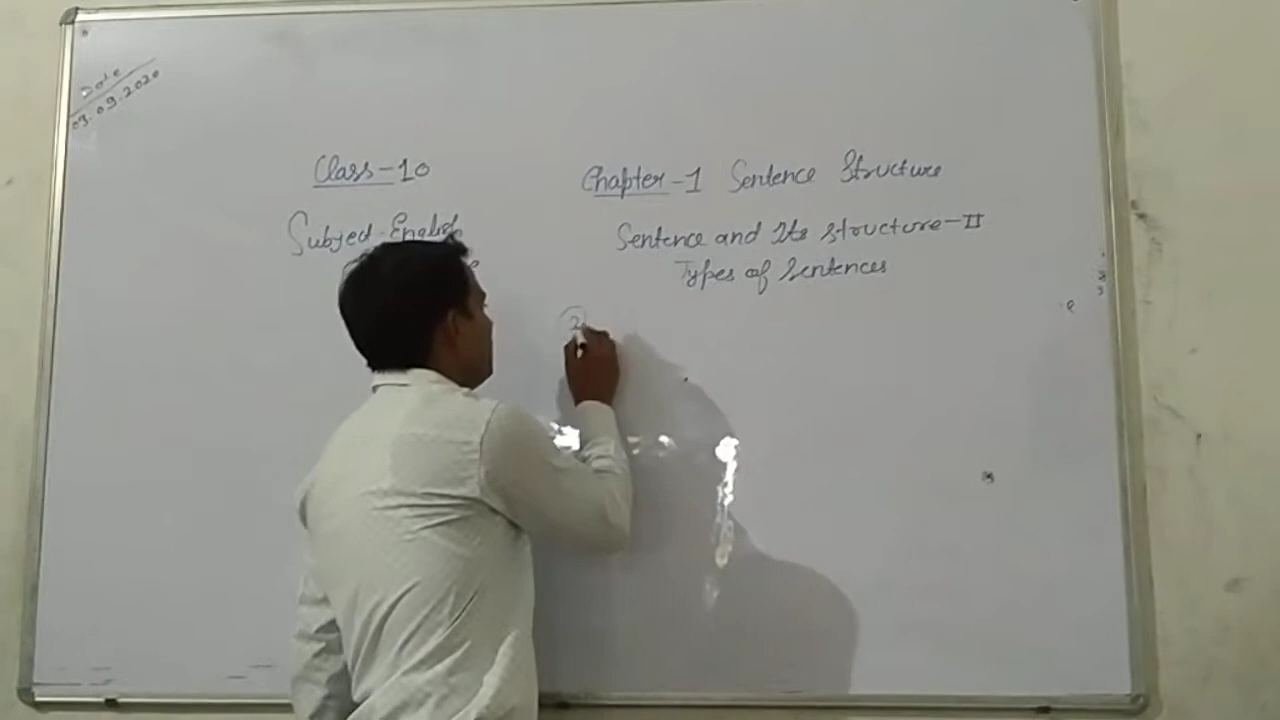 Date
03.09.2020
Class-10
Subject-English
Chapter-1 Sentence Structure
Sentence and Its structure-II
Types of Sentences
2